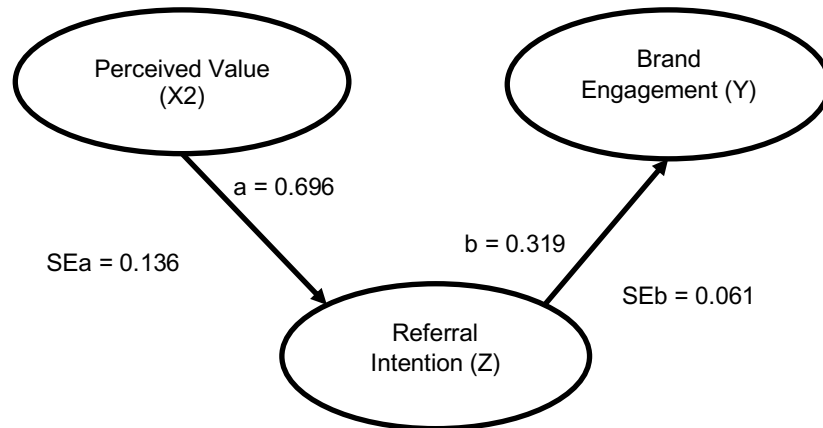 Perceived Value
(X2)
Brand
Engagement (Y)
a = 0.696
SEa = 0.136
b = 0.319
SEb = 0.061
Referral
Intention (Z)